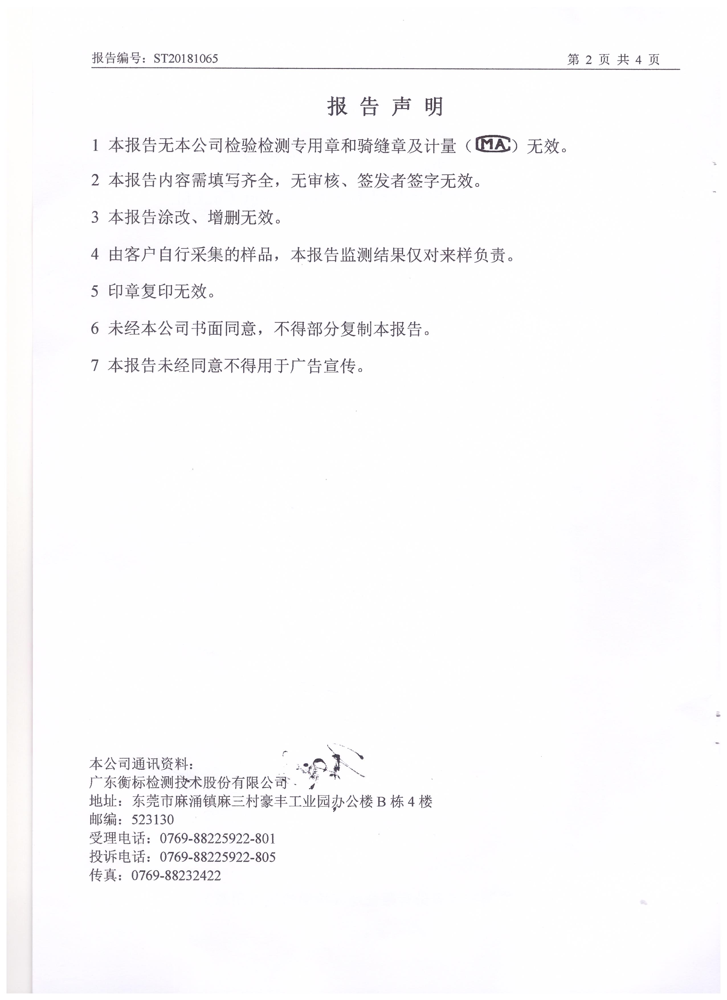 报告编号：ST20181065
第 2 页 共 4 页
报 告 声 明
1 本报告无本公司检验检测专用章和骑缝章及计量（MA）无效。
2 本报告内容需填写齐全，无审核、签发者签字无效。
3 本报告涂改、增删无效。
4 由客户自行采集的样品，本报告监测结果仅对来样负责。
5 印章复印无效。
6 未经本公司书面同意，不得部分复制本报告。
7 本报告未经同意不得用于广告宣传。
本公司通讯资料：
广东衡标检测技术股份有限公司
地址：东莞市麻涌镇麻三村豪丰工业园办公楼 B 栋 4 楼
邮编：523130
受理电话：0769-88225922-801
投诉电话：0769-88225922-805
传真：0769-88232422